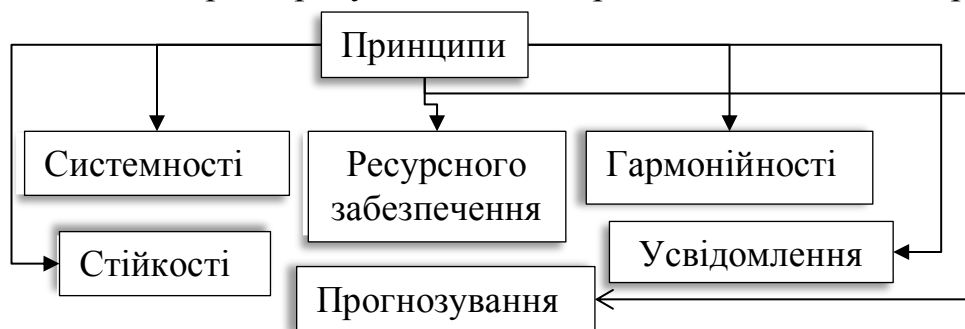 Принципи
Системності
Ресурсного
забезпечення
Гармонійності
Стійкості
Усвідомлення
Прогнозування